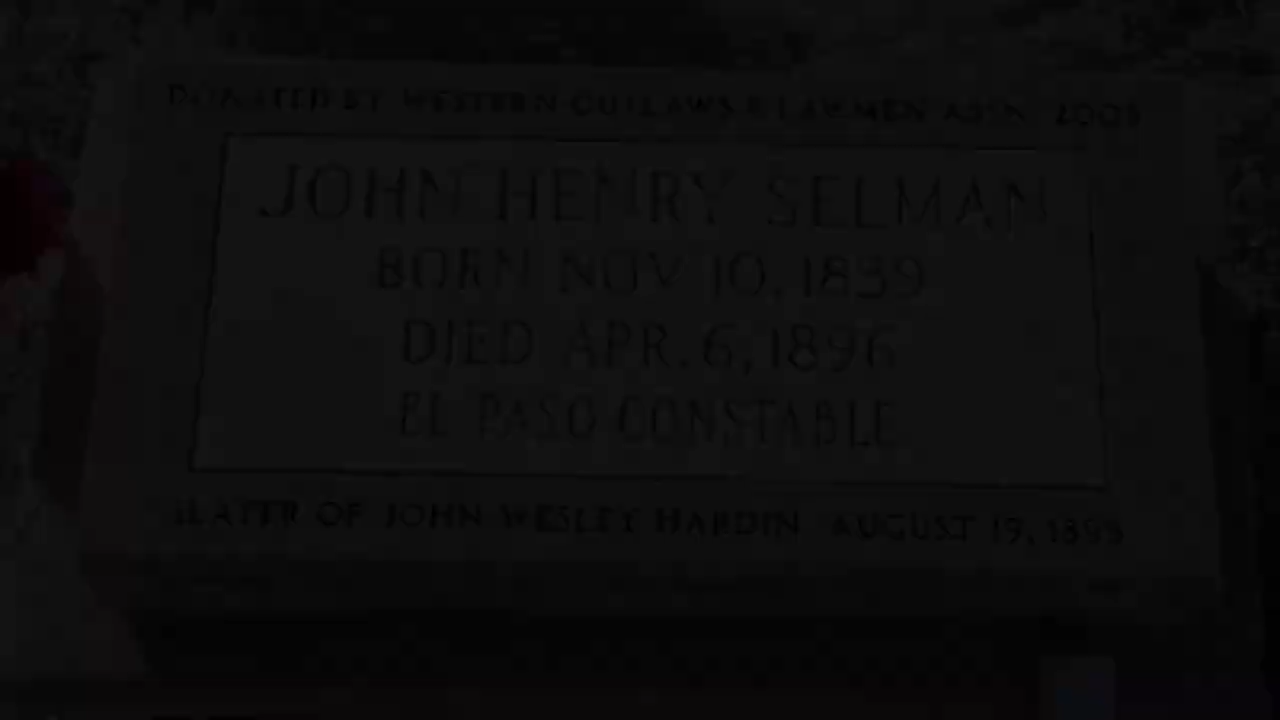 DONATED BY WESTERN OUTLAWS & LAWMEN ASSN. 2003
JOHN HENRY SELMAN
BORN NOV 10, 1839
DIED APR. 6, 1896
EL PASO CONSTABLE
SLAYER OF JOHN WESLEY HARDIN AUGUST 19, 1895